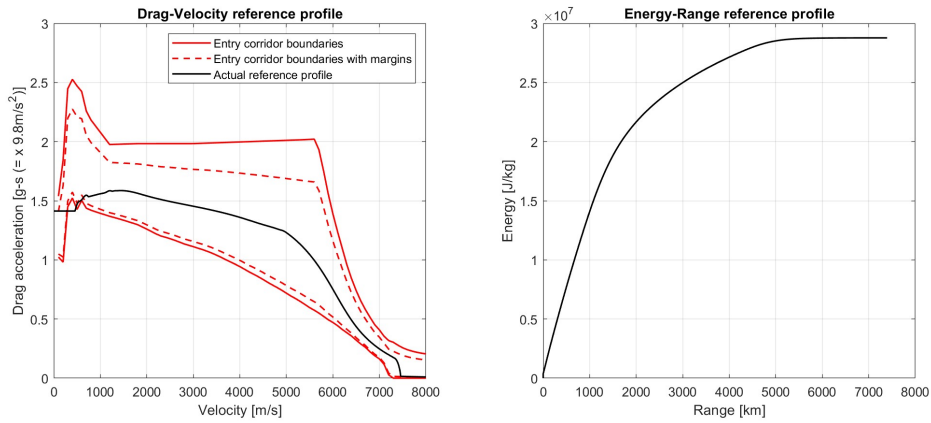 Drag-Velocity reference profile
3
2.5
2
1.5
1
0.5
0
Drag acceleration [g-s (= x 9.8m/s²)]
Entry corridor boundaries
Entry corridor boundaries with margins
Actual reference profile
0 1000 2000 3000 4000 5000 6000 7000 8000
Velocity [m/s]
Energy-Range reference profile
×10⁷
3
2.5
2
1.5
1
0.5
0
Energy [J/kg]
0 1000 2000 3000 4000 5000 6000 7000 8000
Range [km]